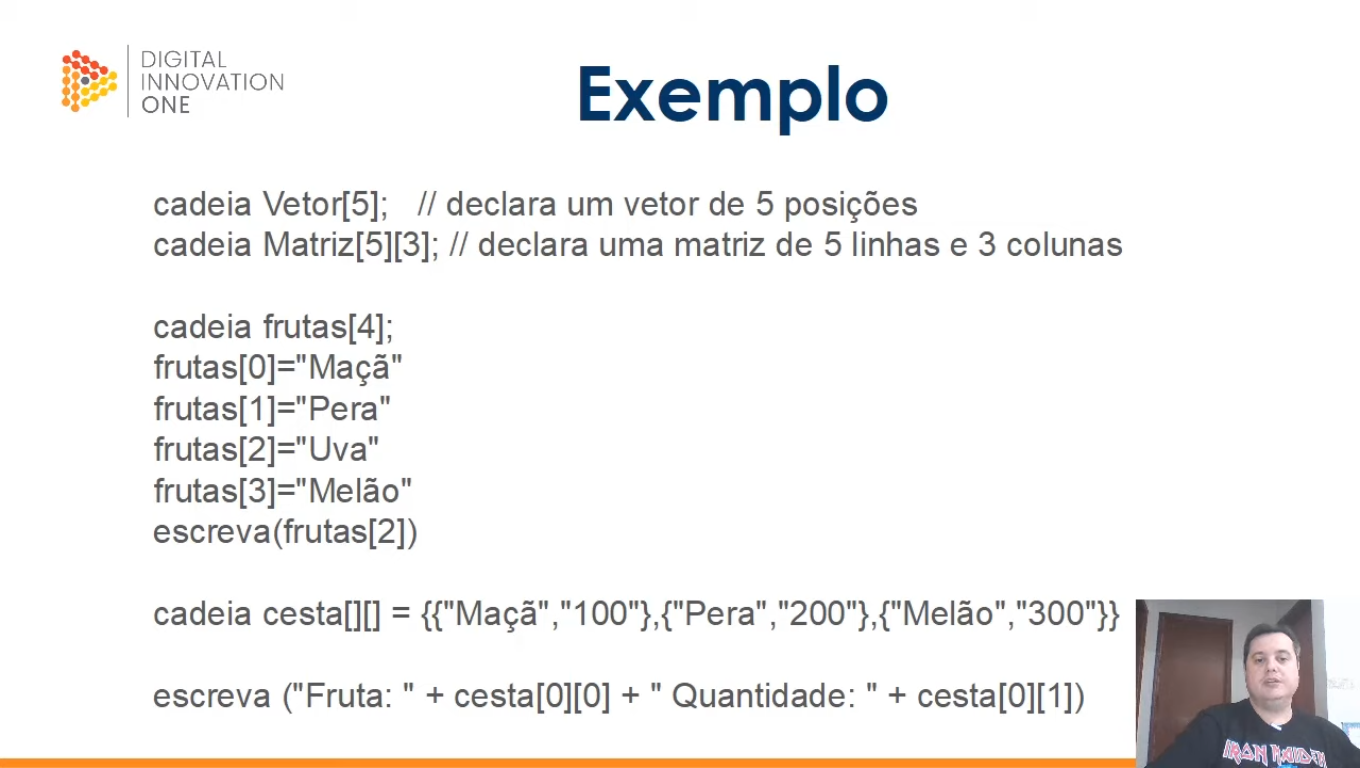 DIGITAL
INNOVATION
ONE
Exemplo
cadeia Vetor[5]; // declara um vetor de 5 posições
cadeia Matriz[5][3]; // declara uma matriz de 5 linhas e 3 colunas
cadeia frutas[4];
frutas[0]="Maçã"
frutas[1]="Pera"
frutas[2]="Uva"
frutas[3]="Melão"
escreva(frutas[2])
cadeia cesta[][] = {{"Maçã","100"},{"Pera","200"},{"Melão","300"}}
escreva ("Fruta: " + cesta[0][0] + " Quantidade: " + cesta[0][1])
IRON MAIDEN